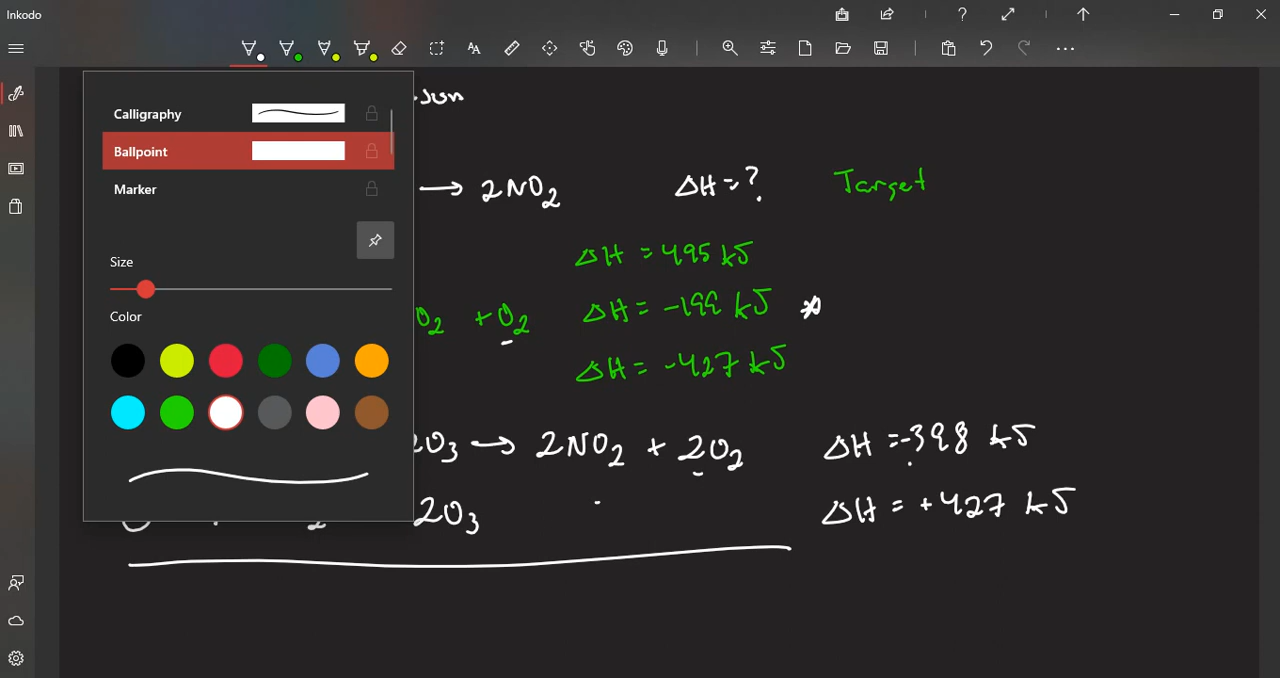 Inkodo
Calligraphy
Ballpoint
Marker
Size
Color
→ 2NO₂ ΔH = ? Target
ΔH = 495 kJ
O₂ + O₂ ΔH = -199 kJ *
ΔH = -427 kJ
2O₃ → 2NO₂ + 2O₂ ΔH = -398 kJ
2O₃ ΔH = +427 kJ